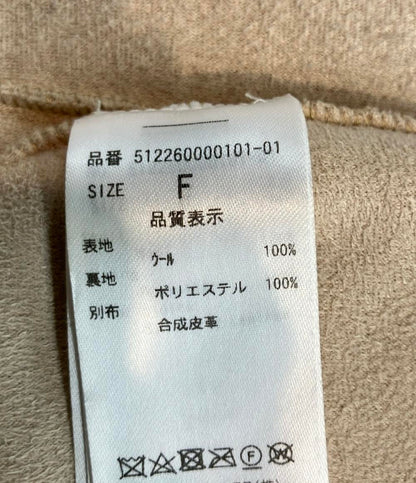 品番 512260000101-01
SIZE F
品質表示
表地 ウール 100%
裏地 ポリエステル 100%
別布 合成皮革
F W